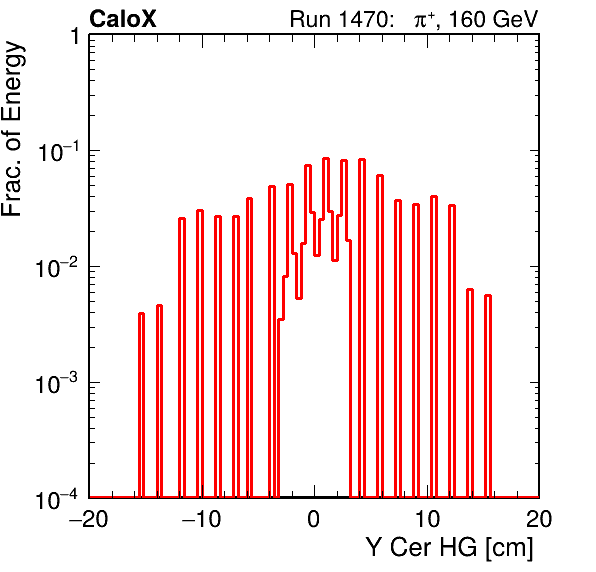 CaloX Run 1470: π⁺, 160 GeV
Frac. of Energy
1
10⁻¹
10⁻²
10⁻³
10⁻⁴
−20 −10 0 10 20
Y Cer HG [cm]